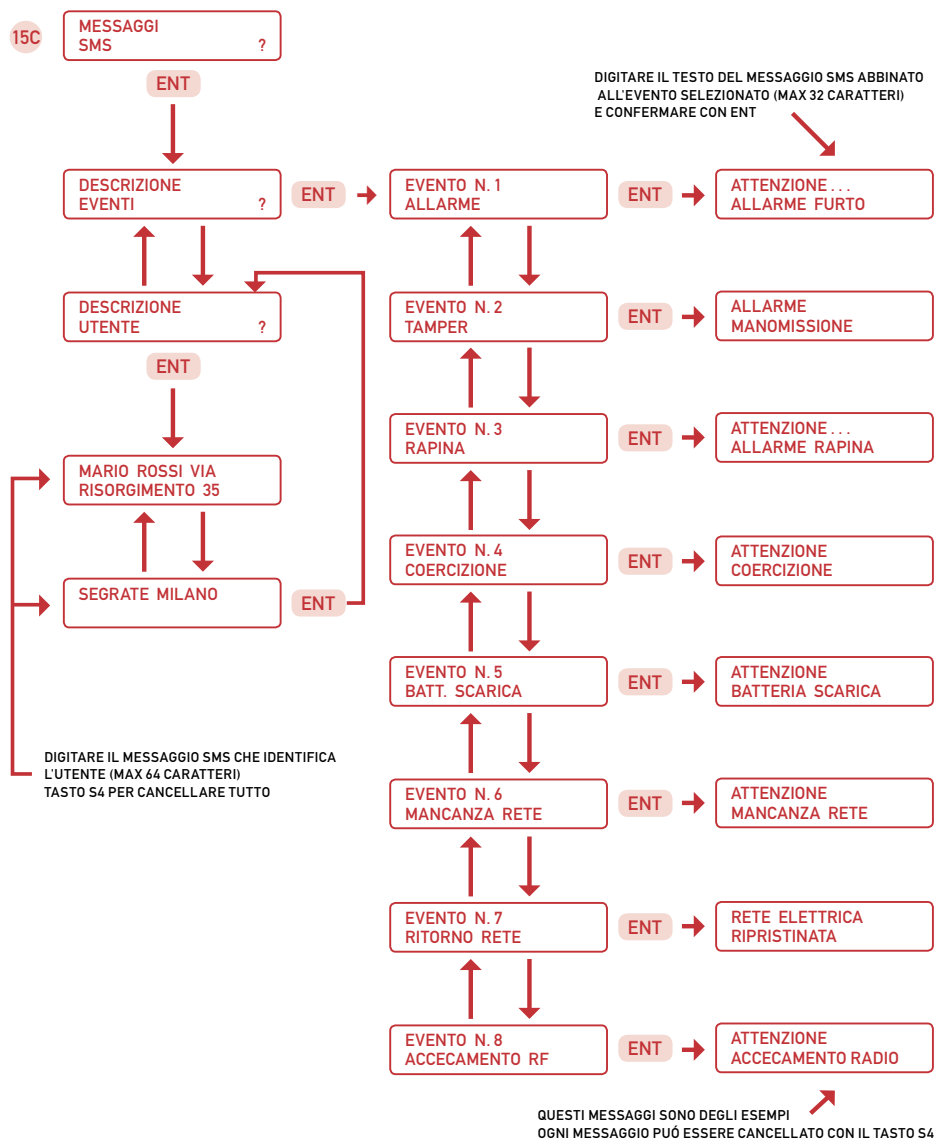 15C
MESSAGGI
SMS ?
ENT
DIGITARE IL TESTO DEL MESSAGGIO SMS ABBINATO
ALL'EVENTO SELEZIONATO (MAX 32 CARATTERI)
E CONFERMARE CON ENT
DESCRIZIONE
EVENTI ?
ENT
EVENTO N. 1
ALLARME
ENT
ATTENZIONE...
ALLARME FURTO
DESCRIZIONE
UTENTE ?
ENT
EVENTO N. 2
TAMPER
ENT
ALLARME
MANOMISSIONE
EVENTO N. 3
RAPINA
ENT
ATTENZIONE...
ALLARME RAPINA
MARIO ROSSI VIA
RISORGIMENTO 35
SEGRATE MILANO
ENT
EVENTO N. 4
COERCIZIONE
ENT
ATTENZIONE
COERCIZIONE
EVENTO N. 5
BATT. SCARICA
ENT
ATTENZIONE
BATTERIA SCARICA
DIGITARE IL MESSAGGIO SMS CHE IDENTIFICA
L'UTENTE (MAX 64 CARATTERI)
TASTO S4 PER CANCELLARE TUTTO
EVENTO N. 6
MANCANZA RETE
ENT
ATTENZIONE
MANCANZA RETE
EVENTO N. 7
RITORNO RETE
ENT
RETE ELETTRICA
RIPRISTINATA
EVENTO N. 8
ACCECAMENTO RF
ENT
ATTENZIONE
ACCECAMENTO RADIO
QUESTI MESSAGGI SONO DEGLI ESEMPI
OGNI MESSAGGIO PUÓ ESSERE CANCELLATO CON IL TASTO S4